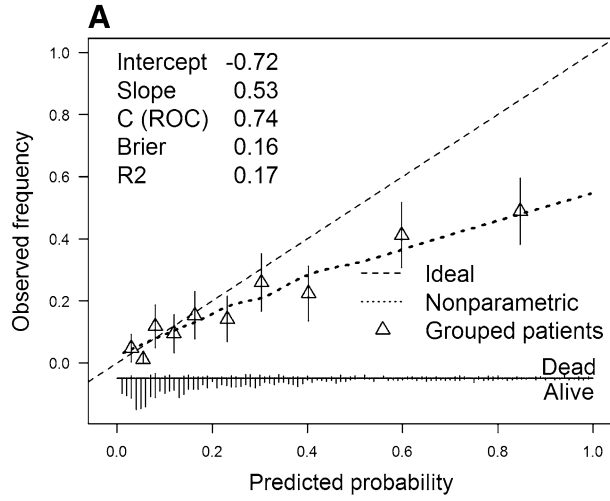 A
Intercept -0.72
Slope 0.53
C (ROC) 0.74
Brier 0.16
R2 0.17
1.0
0.8
0.6
0.4
0.2
0.0
Observed frequency
Ideal
Nonparametric
Grouped patients
Dead
Alive
0.0 0.2 0.4 0.6 0.8 1.0
Predicted probability